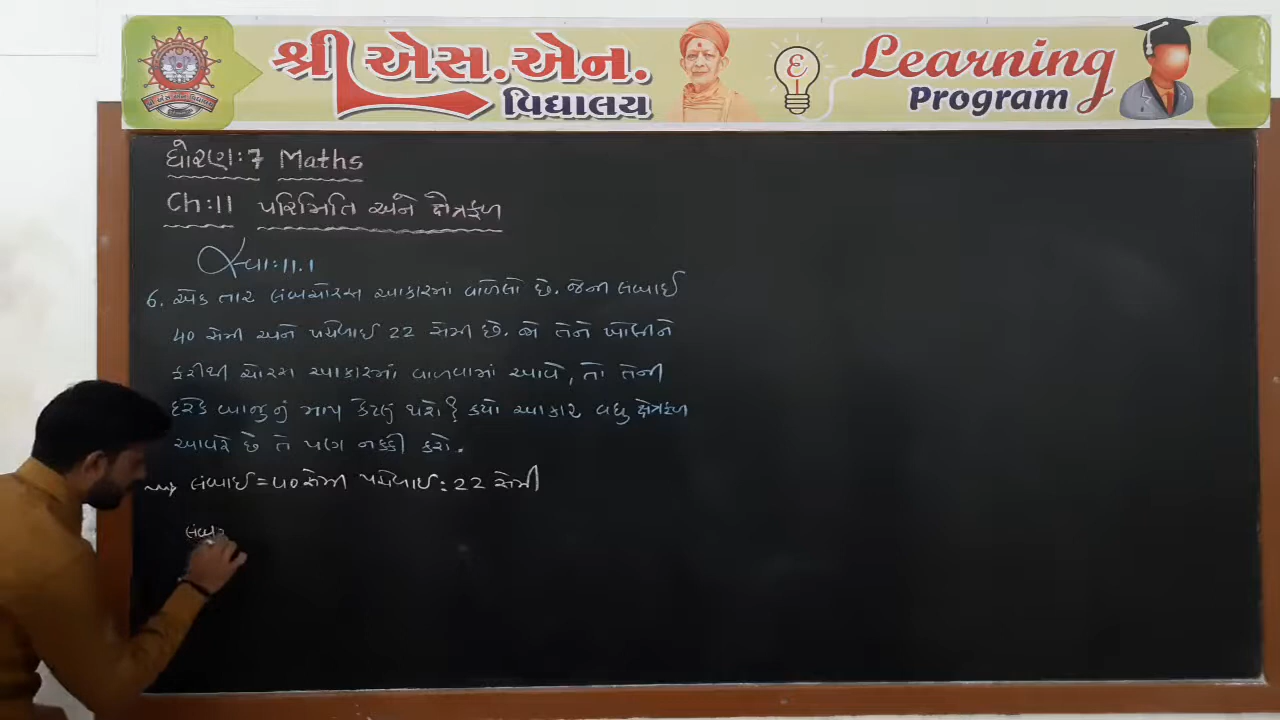 શ્રી એસ.એન. વિદ્યાલય
Learning Program
ધોરણ:7 Maths
Ch:11 પરિમિતિ અને ક્ષેત્રફળ
સ્વા:11.1
6. એક તાર લંબચોરસ આકારમાં વાળેલો છે. જેની લંબાઈ
40 સેમી અને પહોળાઈ 22 સેમી છે. જો તેને ખોલીને
ફરીથી ચોરસ આકારમાં વાળવામાં આવે, તો તેની
દરેક બાજુનું માપ કેટલું થશે? કયો આકાર વધુ ક્ષેત્રફળ
આવરે છે તે પણ નક્કી કરો.
લંબાઈ = 40 સેમી પહોળાઈ : 22 સેમી